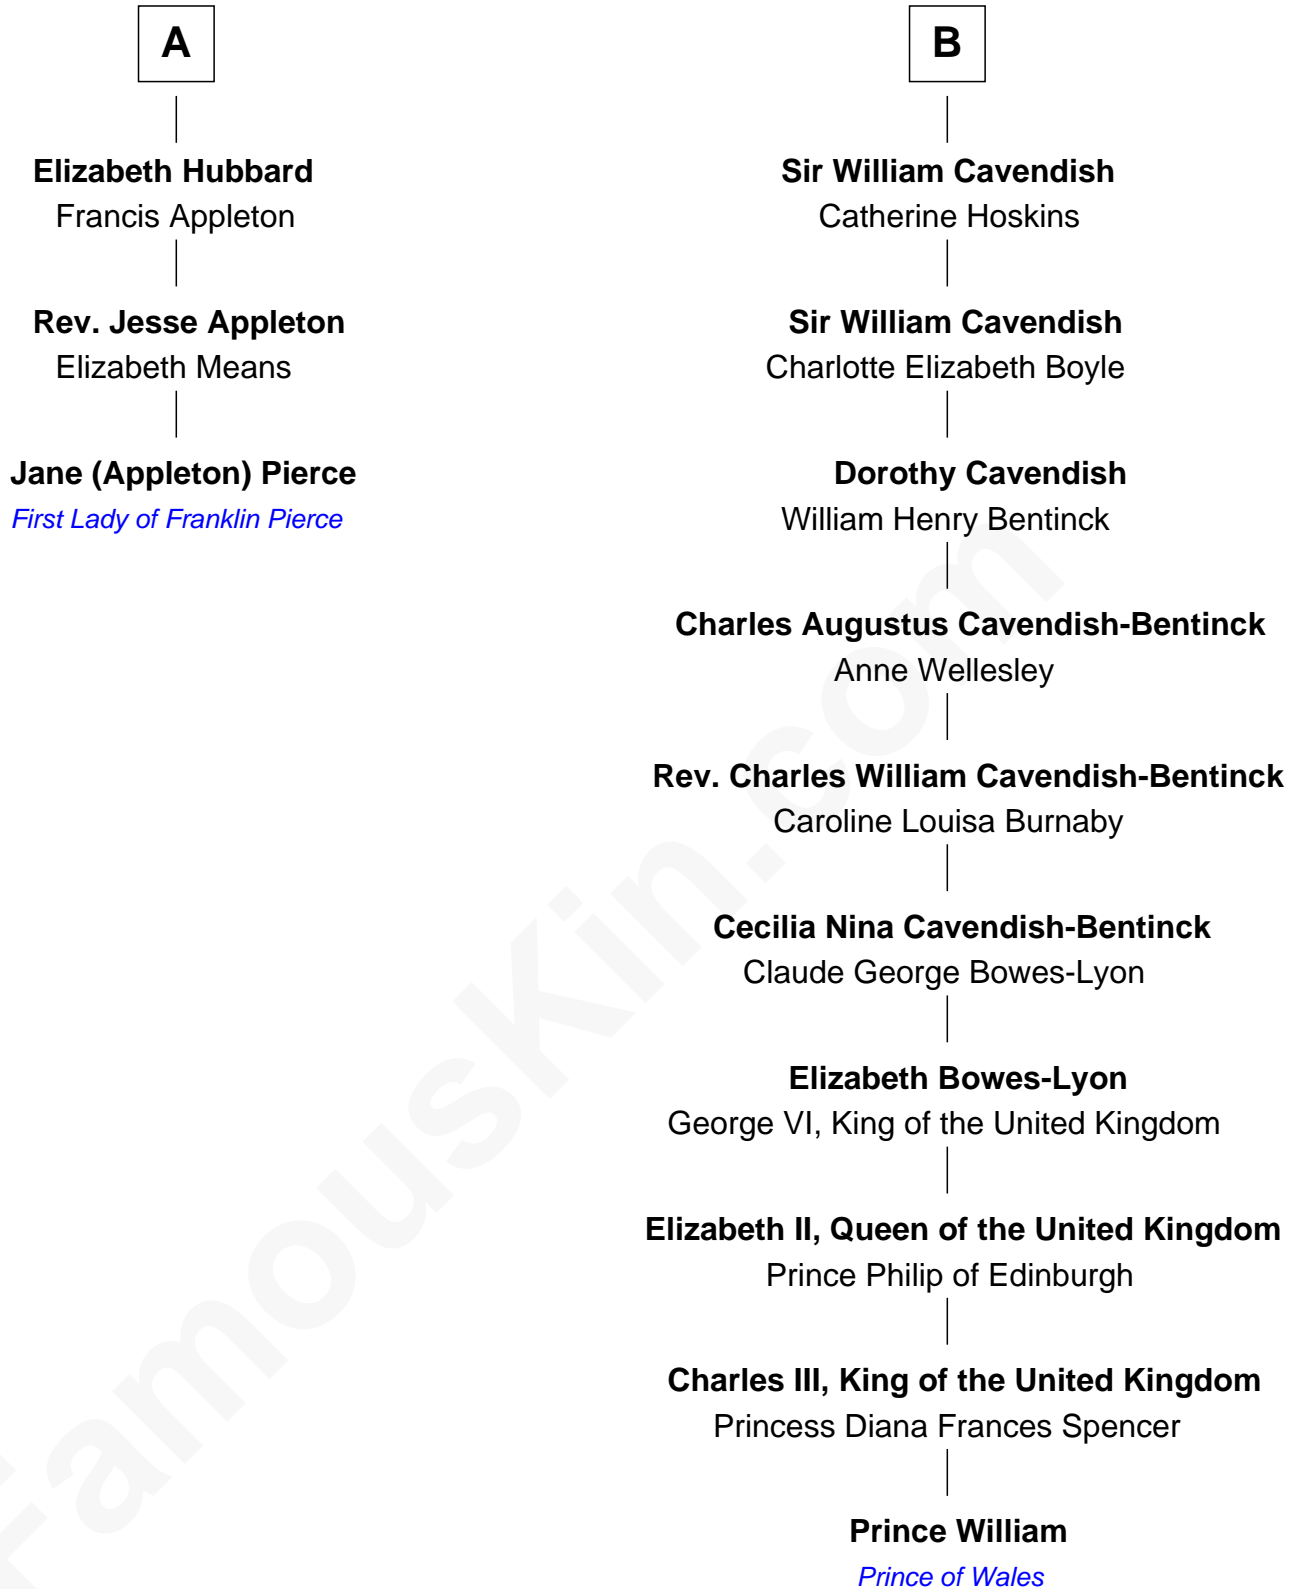 A
Elizabeth Hubbard
Francis Appleton
Rev. Jesse Appleton
Elizabeth Means
Jane (Appleton) Pierce
First Lady of Franklin Pierce
B
Sir William Cavendish
Catherine Hoskins
Sir William Cavendish
Charlotte Elizabeth Boyle
Dorothy Cavendish
William Henry Bentinck
Charles Augustus Cavendish-Bentinck
Anne Wellesley
Rev. Charles William Cavendish-Bentinck
Caroline Louisa Burnaby
Cecilia Nina Cavendish-Bentinck
Claude George Bowes-Lyon
Elizabeth Bowes-Lyon
George VI, King of the United Kingdom
Elizabeth II, Queen of the United Kingdom
Prince Philip of Edinburgh
Charles III, King of the United Kingdom
Princess Diana Frances Spencer
Prince William
Prince of Wales
FamousKin.com